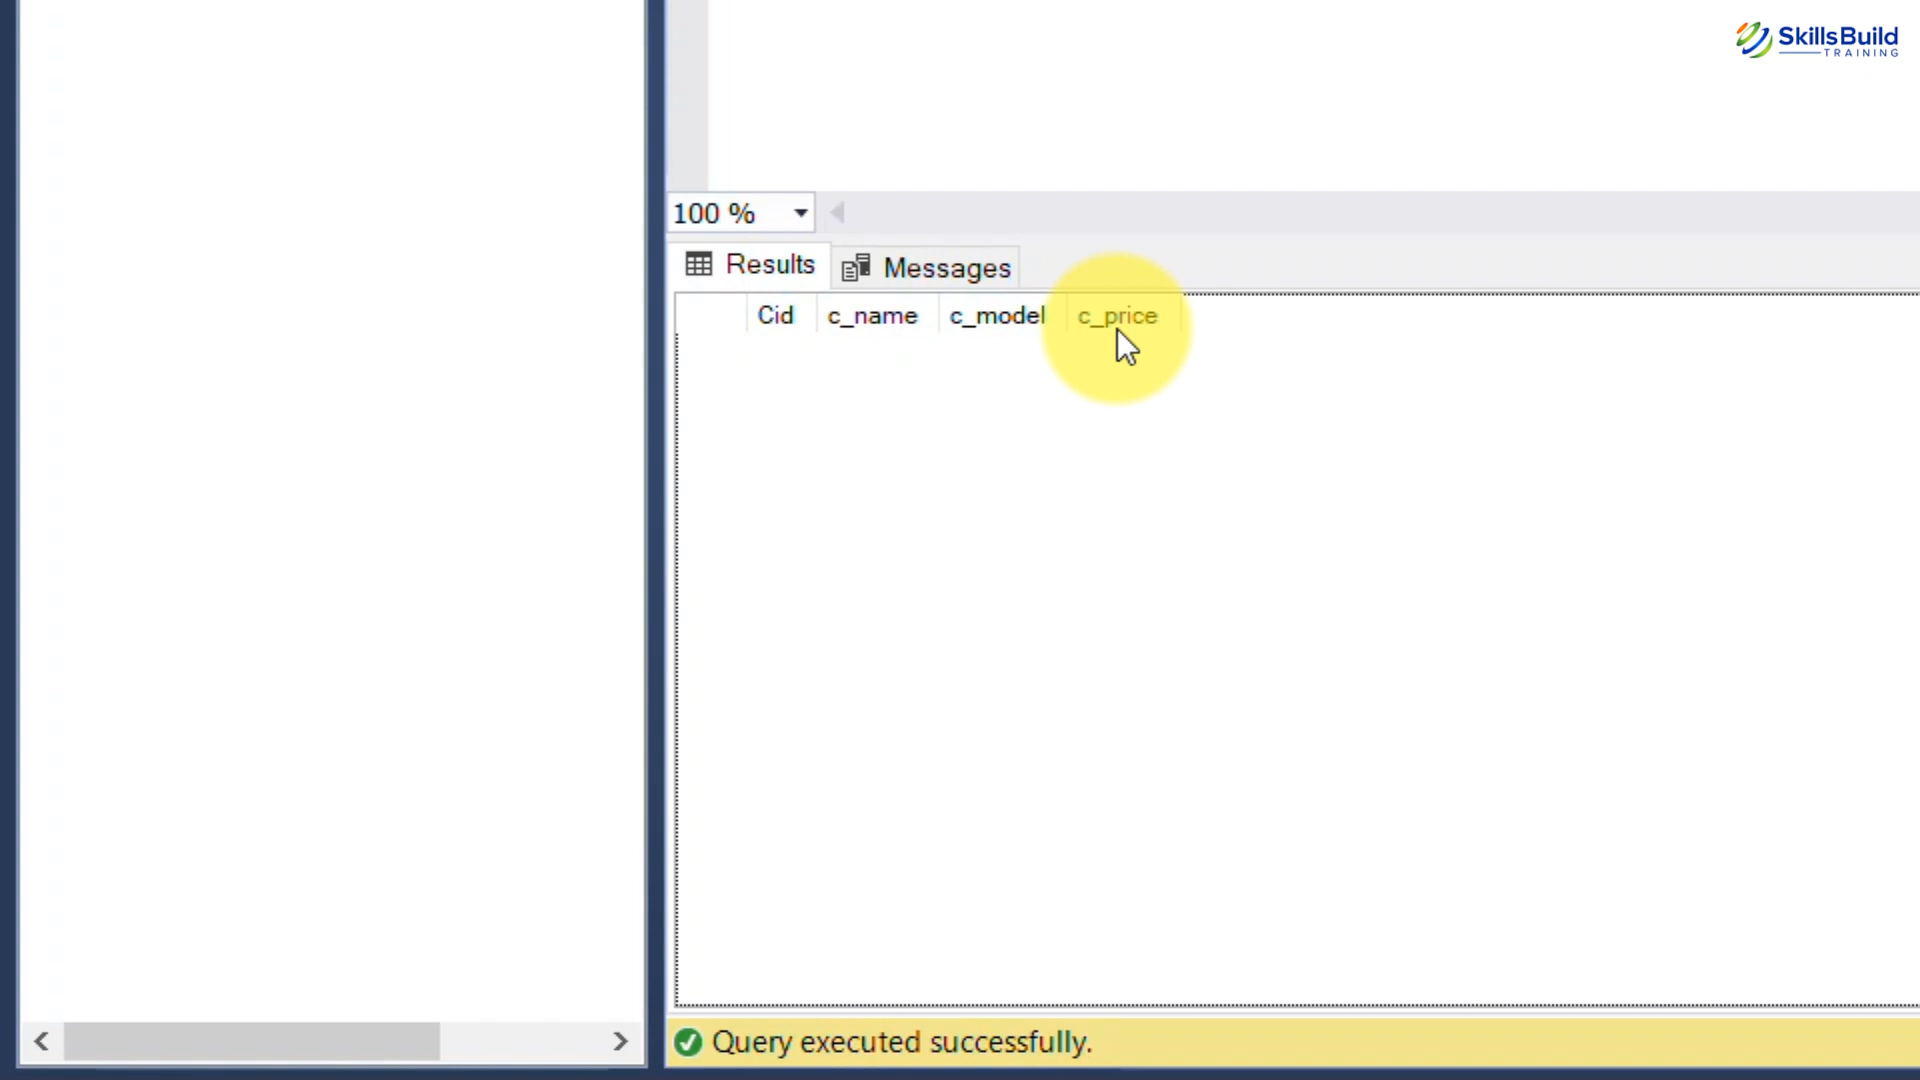 SkillsBuild
TRAINING
100 %
Results Messages
Cid c_name c_model c_price
Query executed successfully.